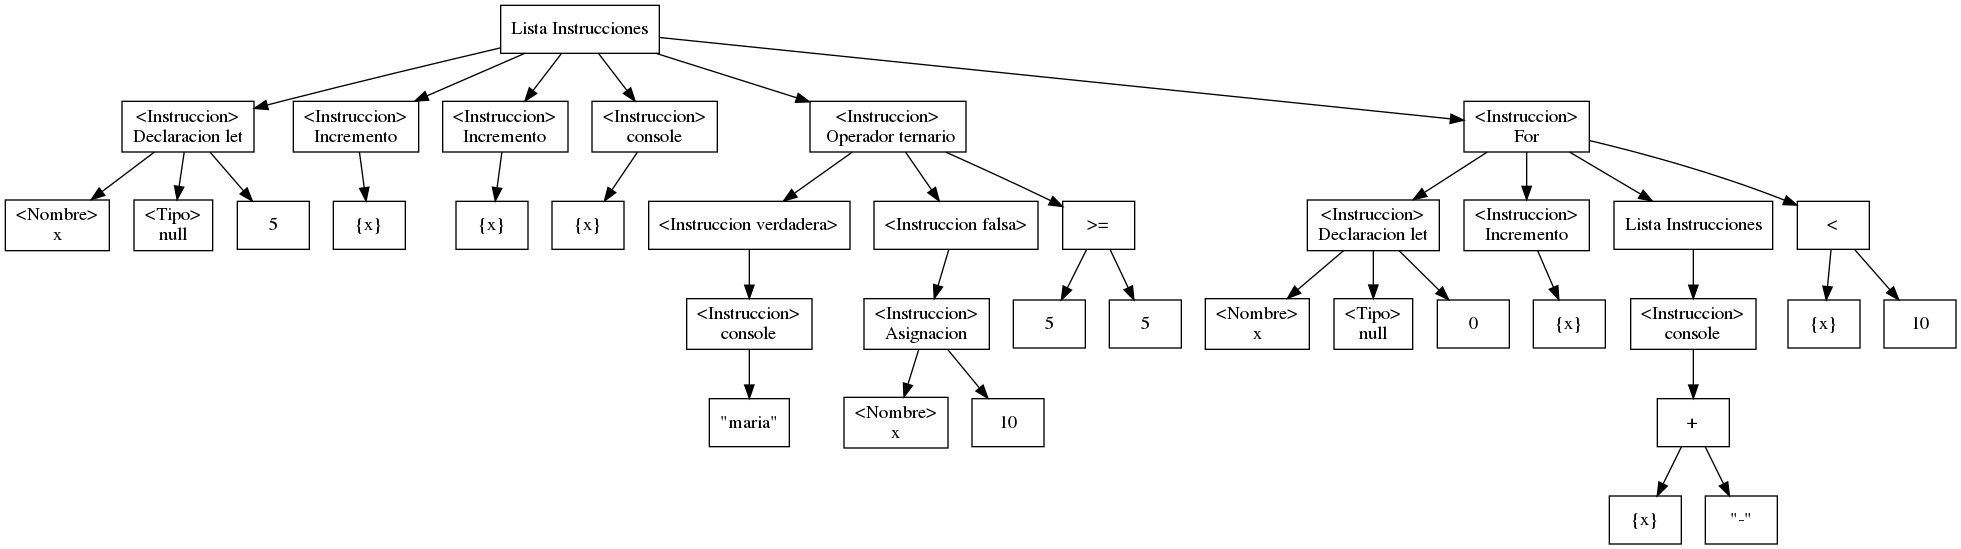 Lista Instrucciones
<Instruccion>
Declaracion let
<Instruccion>
Incremento
<Instruccion>
Incremento
<Instruccion>
console
<Instruccion>
Operador ternario
<Instruccion>
For
<Nombre>
x
<Tipo>
null
5
{x}
{x}
{x}
<Instruccion verdadera>
<Instruccion falsa>
>=
<Instruccion>
Declaracion let
<Instruccion>
Incremento
Lista Instrucciones
<
<Instruccion>
console
<Instruccion>
Asignacion
5
5
<Nombre>
x
<Tipo>
null
0
{x}
<Instruccion>
console
{x}
10
"maria"
<Nombre>
x
10
+
{x}
"-"